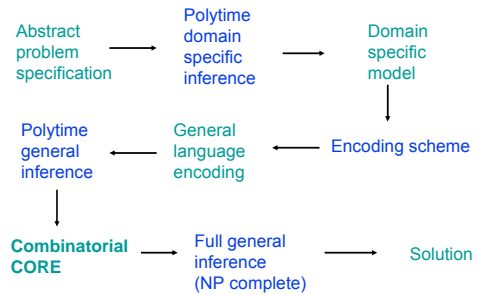 Abstract
problem
specification
Polytime
domain
specific
inference
Domain
specific
model
Polytime
general
inference
General
language
encoding
Encoding scheme
Combinatorial
CORE
Full general
inference
(NP complete)
Solution